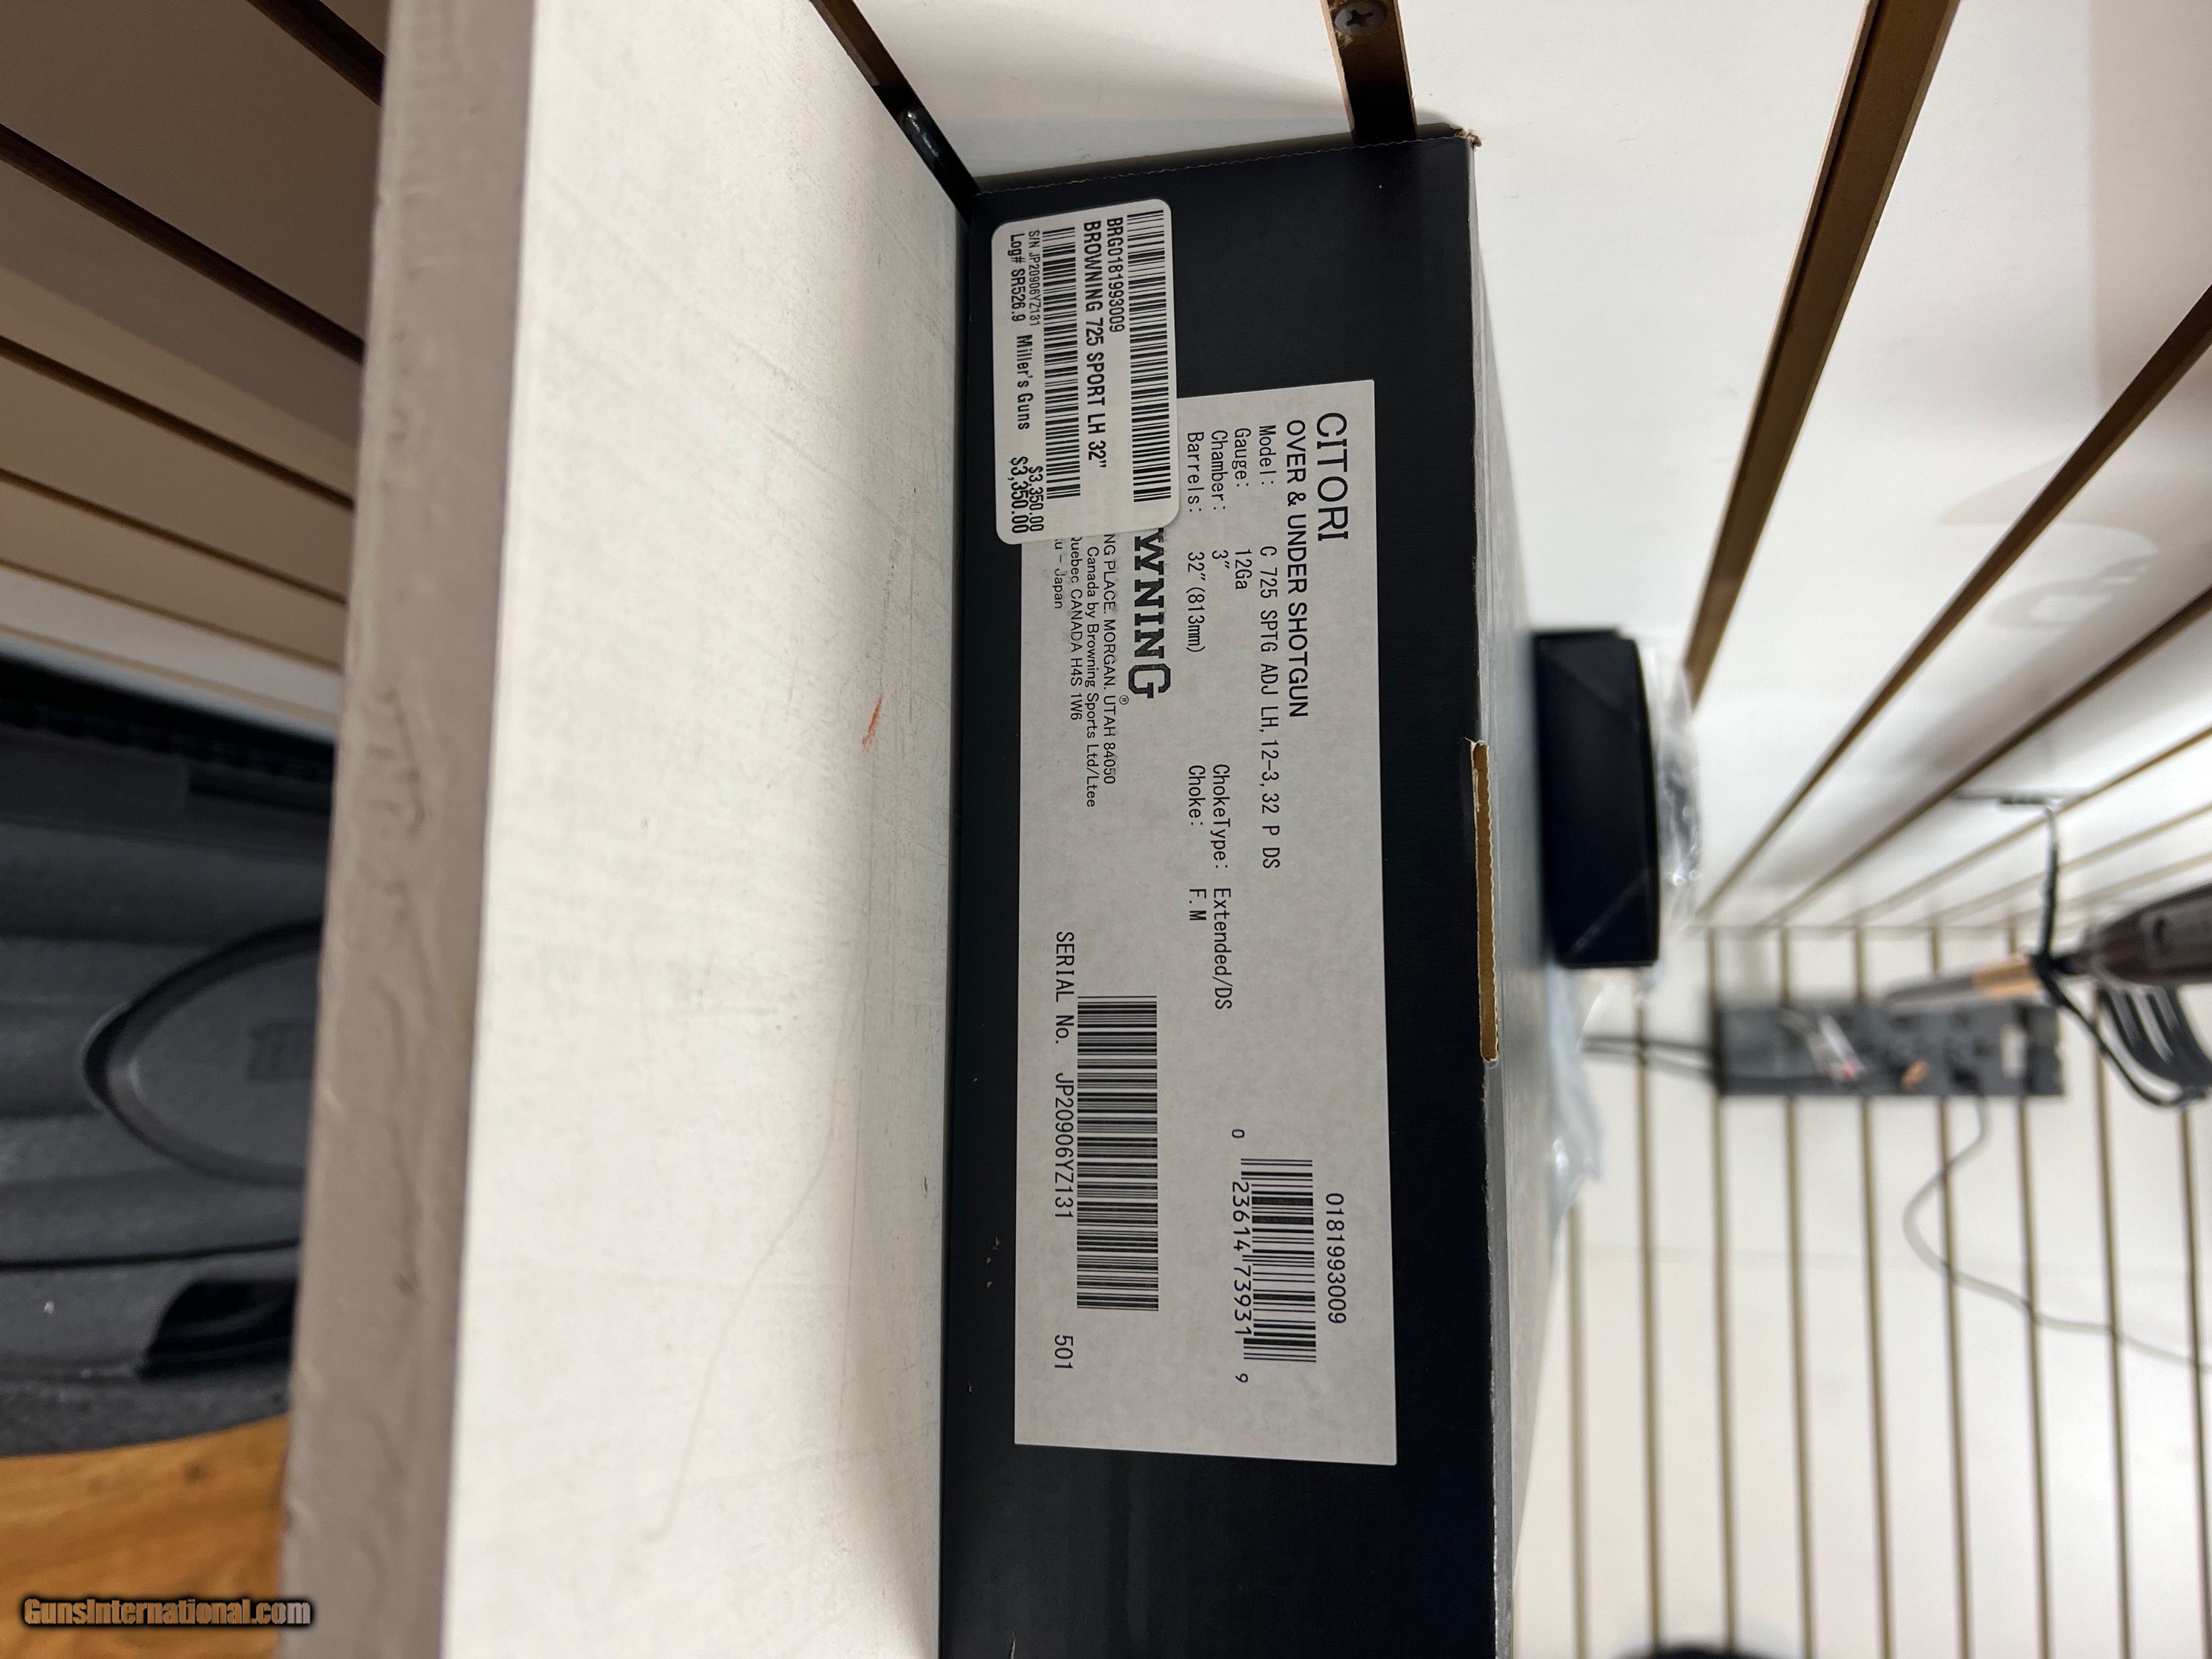 BRG0181993009
BROWNING 725 SPORT LH 32"
$3,350.00
S/N JP20906YZ131
Log# SR526.9 Miller's Guns $3,350.00
CITORI
OVER & UNDER SHOTGUN
Model: C 725 SPTG ADJ LH, 12-3, 32 P DS
Gauge: 12Ga
Chamber: 3"
Barrels: 32" (813mm)
ChokeType: Extended/DS
Choke: F.M
0181993009
0 23614 73931 9
WNING®
NG PLACE. MORGAN. UTAH 84050
Canada by Browning Sports Ltd/Ltee
Quebec CANADA H4S 1W6
- Japan
SERIAL No. JP20906YZ131 501
GunsInternational.com